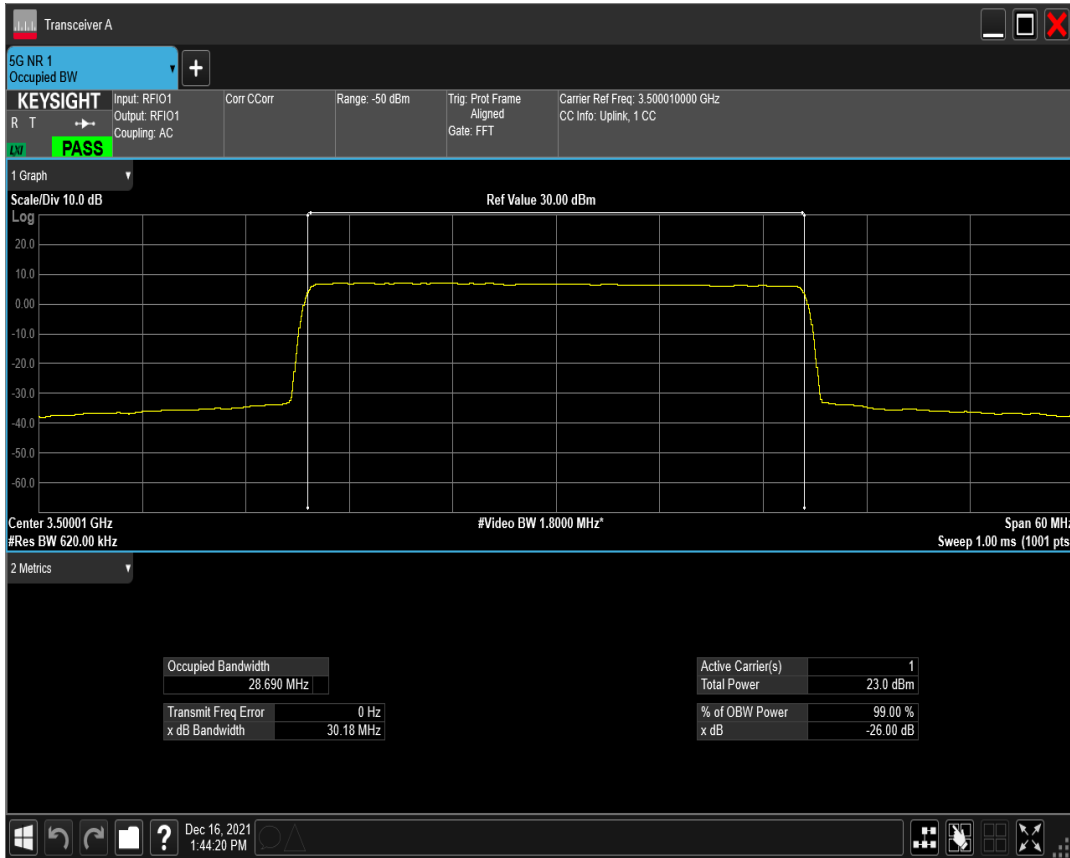 Transceiver A
5G NR 1
Occupied BW
+
KEYSIGHT
R T
LXI
PASS
Input: RFIO1
Output: RFIO1
Coupling: AC
Corr CCorr
Range: -50 dBm
Trig: Prot Frame
Aligned
Gate: FFT
Carrier Ref Freq: 3.500010000 GHz
CC Info: Uplink, 1 CC
1 Graph
Scale/Div 10.0 dB
Ref Value 30.00 dBm
Log
20.0
10.0
0.00
-10.0
-20.0
-30.0
-40.0
-50.0
-60.0
Center 3.50001 GHz
#Video BW 1.8000 MHz*
Span 60 MHz
#Res BW 620.00 kHz
Sweep 1.00 ms (1001 pts
2 Metrics
Occupied Bandwidth
28.690 MHz
Transmit Freq Error 0 Hz
x dB Bandwidth 30.18 MHz
Active Carrier(s) 1
Total Power 23.0 dBm
% of OBW Power 99.00 %
x dB -26.00 dB
?
Dec 16, 2021
1:44:20 PM